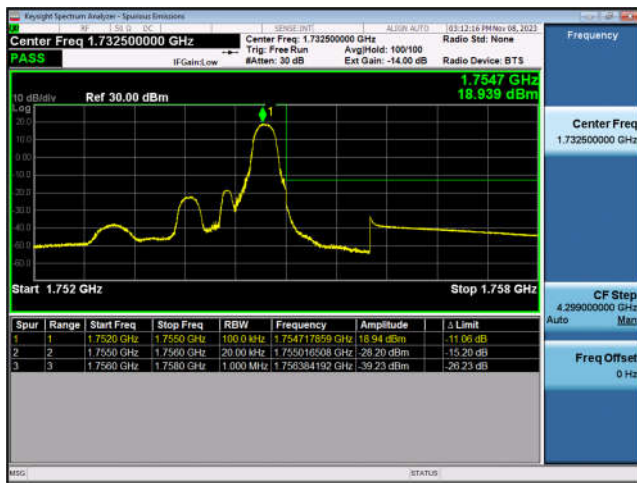 Keysight Spectrum Analyzer - Spurious Emissions
RF 50 Ω DC SENSE:INT ALIGN AUTO 03:12:16 PM Nov 08, 2023
Center Freq 1.732500000 GHz
PASS
IFGain:Low
Center Freq: 1.732500000 GHz
Trig: Free Run Avg|Hold: 100/100
#Atten: 30 dB Ext Gain: -14.00 dB
Radio Std: None
Radio Device: BTS
Frequency
1.7547 GHz
18.939 dBm
10 dB/div Ref 30.00 dBm
Log
1
20.0
10.0
0.00
-10.0
-20.0
-30.0
-40.0
-50.0
-60.0
Start 1.752 GHz Stop 1.758 GHz
Center Freq
1.732500000 GHz
CF Step
4.299000000 GHz
Auto Man
Freq Offset
0 Hz
Spur Range Start Freq Stop Freq RBW Frequency Amplitude Δ Limit
1 1 1.7520 GHz 1.7550 GHz 100.0 kHz 1.754717859 GHz 18.94 dBm -11.06 dB
2 2 1.7550 GHz 1.7560 GHz 20.00 kHz 1.755016508 GHz -28.20 dBm -15.20 dB
3 3 1.7560 GHz 1.7580 GHz 1.000 MHz 1.756384192 GHz -39.23 dBm -26.23 dB
MSG STATUS